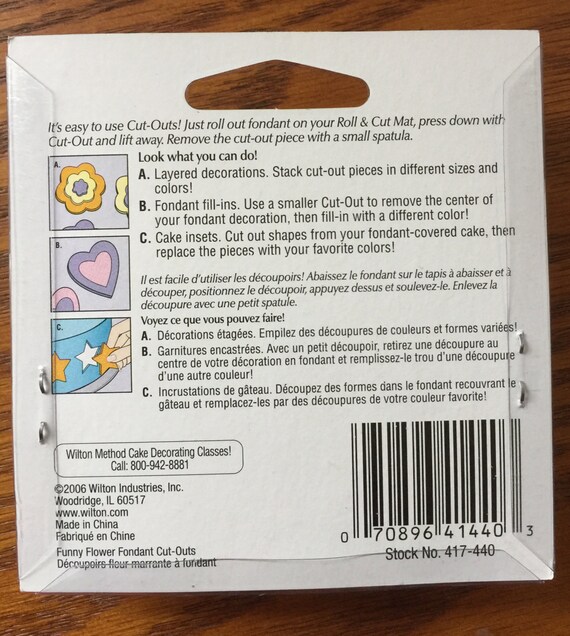 It's easy to use Cut-Outs! Just roll out fondant on your Roll & Cut Mat, press down with
Cut-Out and lift away. Remove the cut-out piece with a small spatula.
A.
Look what you can do!
A. Layered decorations. Stack cut-out pieces in different sizes and
colors!
B. Fondant fill-ins. Use a smaller Cut-Out to remove the center of
your fondant decoration, then fill-in with a different color!
B.
C. Cake insets. Cut out shapes from your fondant-covered cake, then
replace the pieces with your favorite colors!
Il est facile d'utiliser les découpoirs! Abaissez le fondant sur le tapis à abaisser et à
découper, positionnez le découpoir, appuyez dessus et soulevez-le. Enlevez la
découpure avec une petit spatule.
C.
Voyez ce que vous pouvez faire!
A. Décorations étagées. Empilez des découpures de couleurs et formes variées!
B. Garnitures encastrées. Avec un petit découpoir, retirez une découpure au
centre de votre décoration en fondant et remplissez-le trou d'une découpure
d'une autre couleur!
C. Incrustations de gâteau. Découpez des formes dans le fondant recouvrant le
gâteau et remplacez-les par des découpures de votre couleur favorite!
Wilton Method Cake Decorating Classes!
Call: 800-942-8881
©2006 Wilton Industries, Inc.
Woodridge, IL 60517
www.wilton.com
Made in China
Fabriqué en Chine
Funny Flower Fondant Cut-Outs
Découpoirs fleur marrante à fondant
0 70896 41440 3
Stock No. 417-440